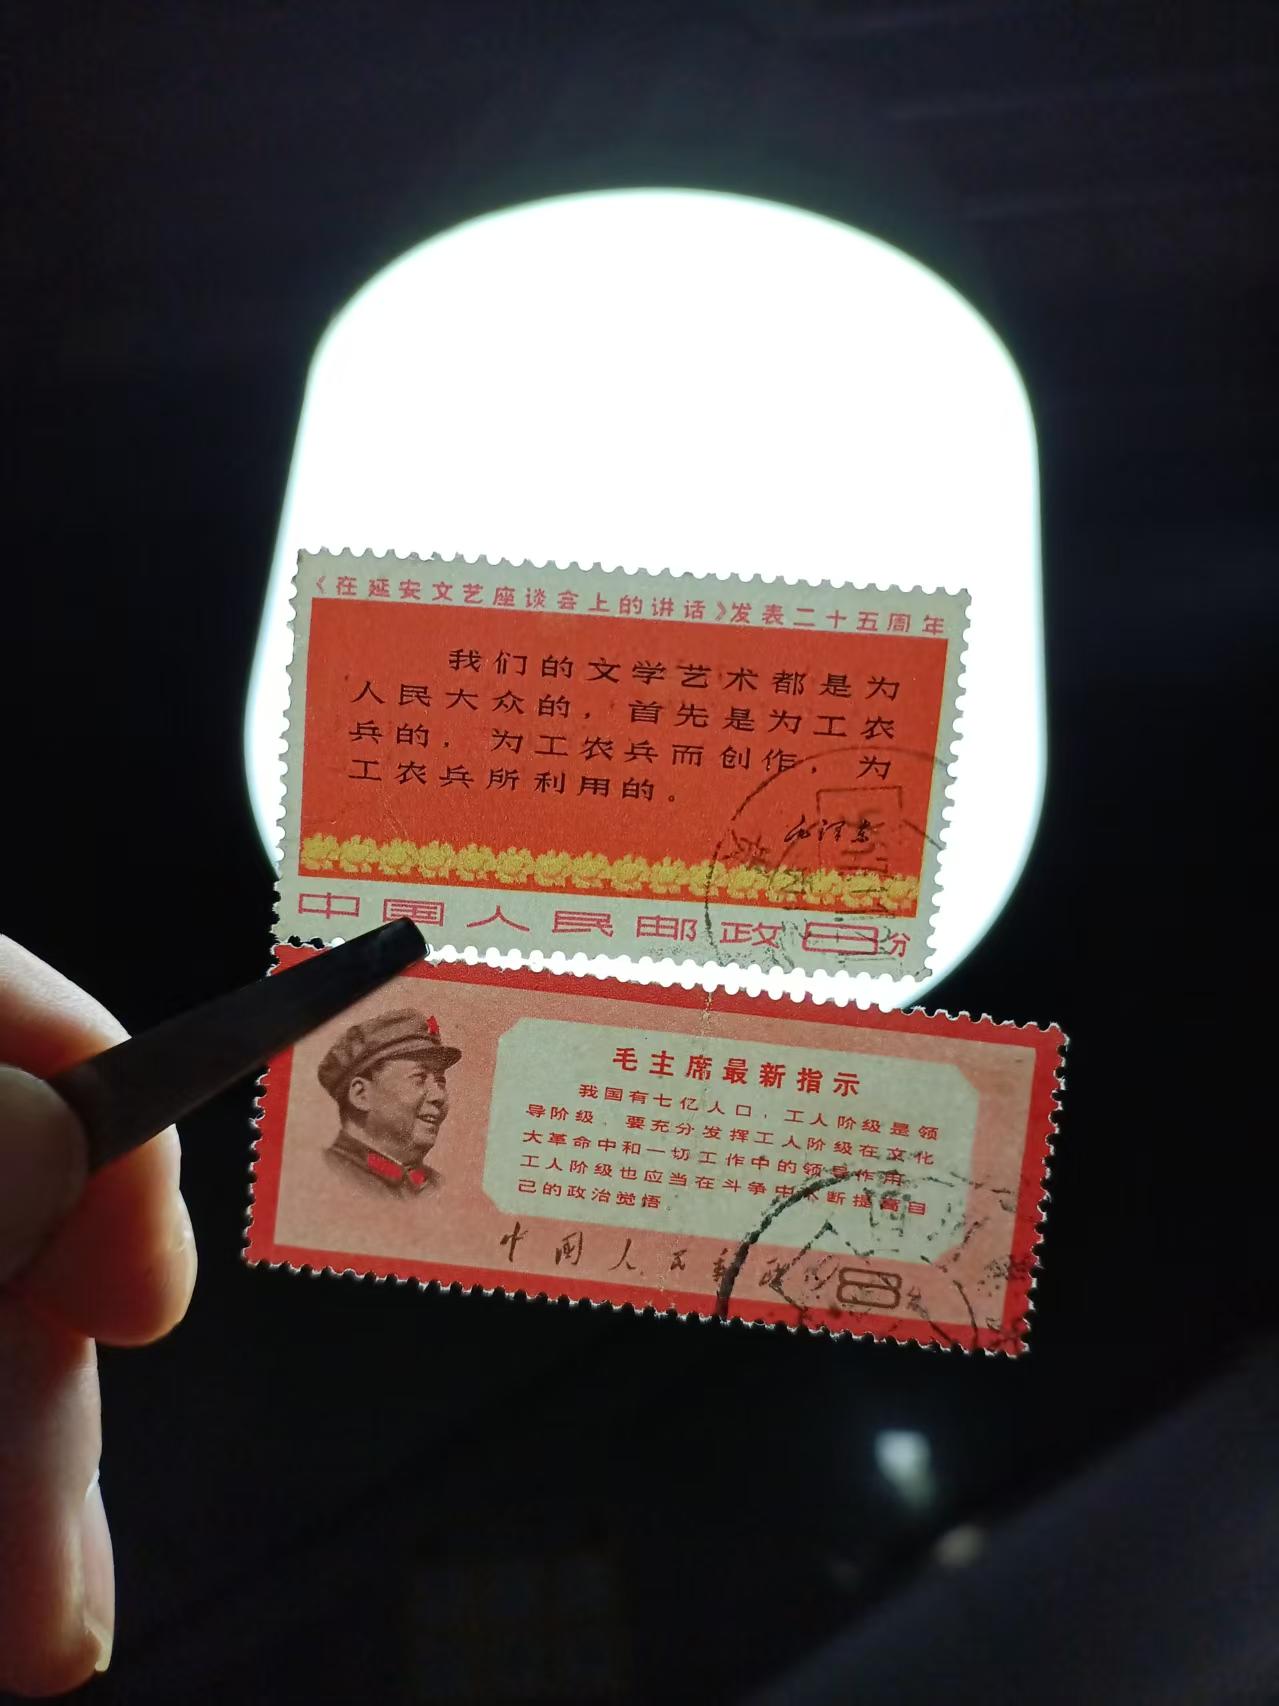 《在延安文艺座谈会上的讲话》发表二十五周年
我们的文学艺术都是为
人民大众的，首先是为工农
兵的，为工农兵而创作，为
工农兵所利用的。
毛泽东
中国人民邮政8分
毛主席最新指示
我国有七亿人口，工人阶级是领
导阶级。要充分发挥工人阶级在文化
大革命中和一切工作中的领导作用。
工人阶级也应当在斗争中不断提高自
己的政治觉悟。
中国人民邮政 8分